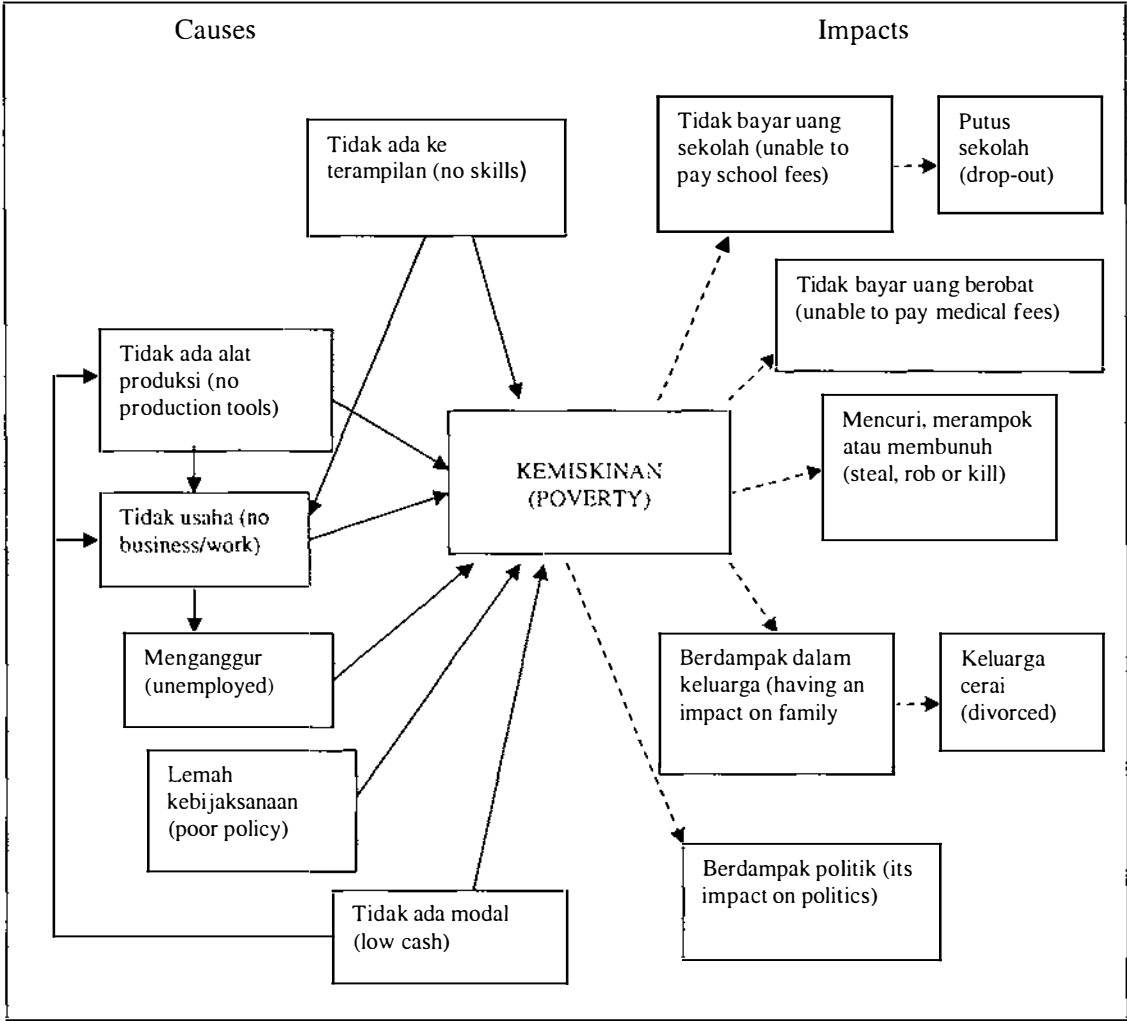 Causes
Impacts
Tidak ada ke
terampilan (no skills)
Tidak bayar uang
sekolah (unable to
pay school fees)
Putus
sekolah
(drop-out)
Tidak bayar uang berobat
(unable to pay medical fees)
Tidak ada alat
produksi (no
production tools)
Mencuri, merampok
atau membunuh
(steal, rob or kill)
KEMISKINAN
(POVERTY)
Tidak usaha (no
business/work)
Menganggur
(unemployed)
Berdampak dalam
keluarga (having an
impact on family
Keluarga
cerai
(divorced)
Lemah
kebijaksanaan
(poor policy)
Berdampak politik (its
impact on politics)
Tidak ada modal
(low cash)